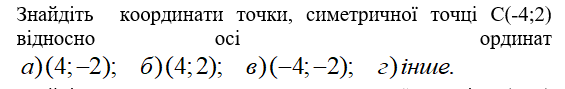 Знайдіть координати точки, симетричної точці С(-4;2)
відносно осі ординат
а)(4;−2); б)(4;2); в)(−4;−2); г)інше.